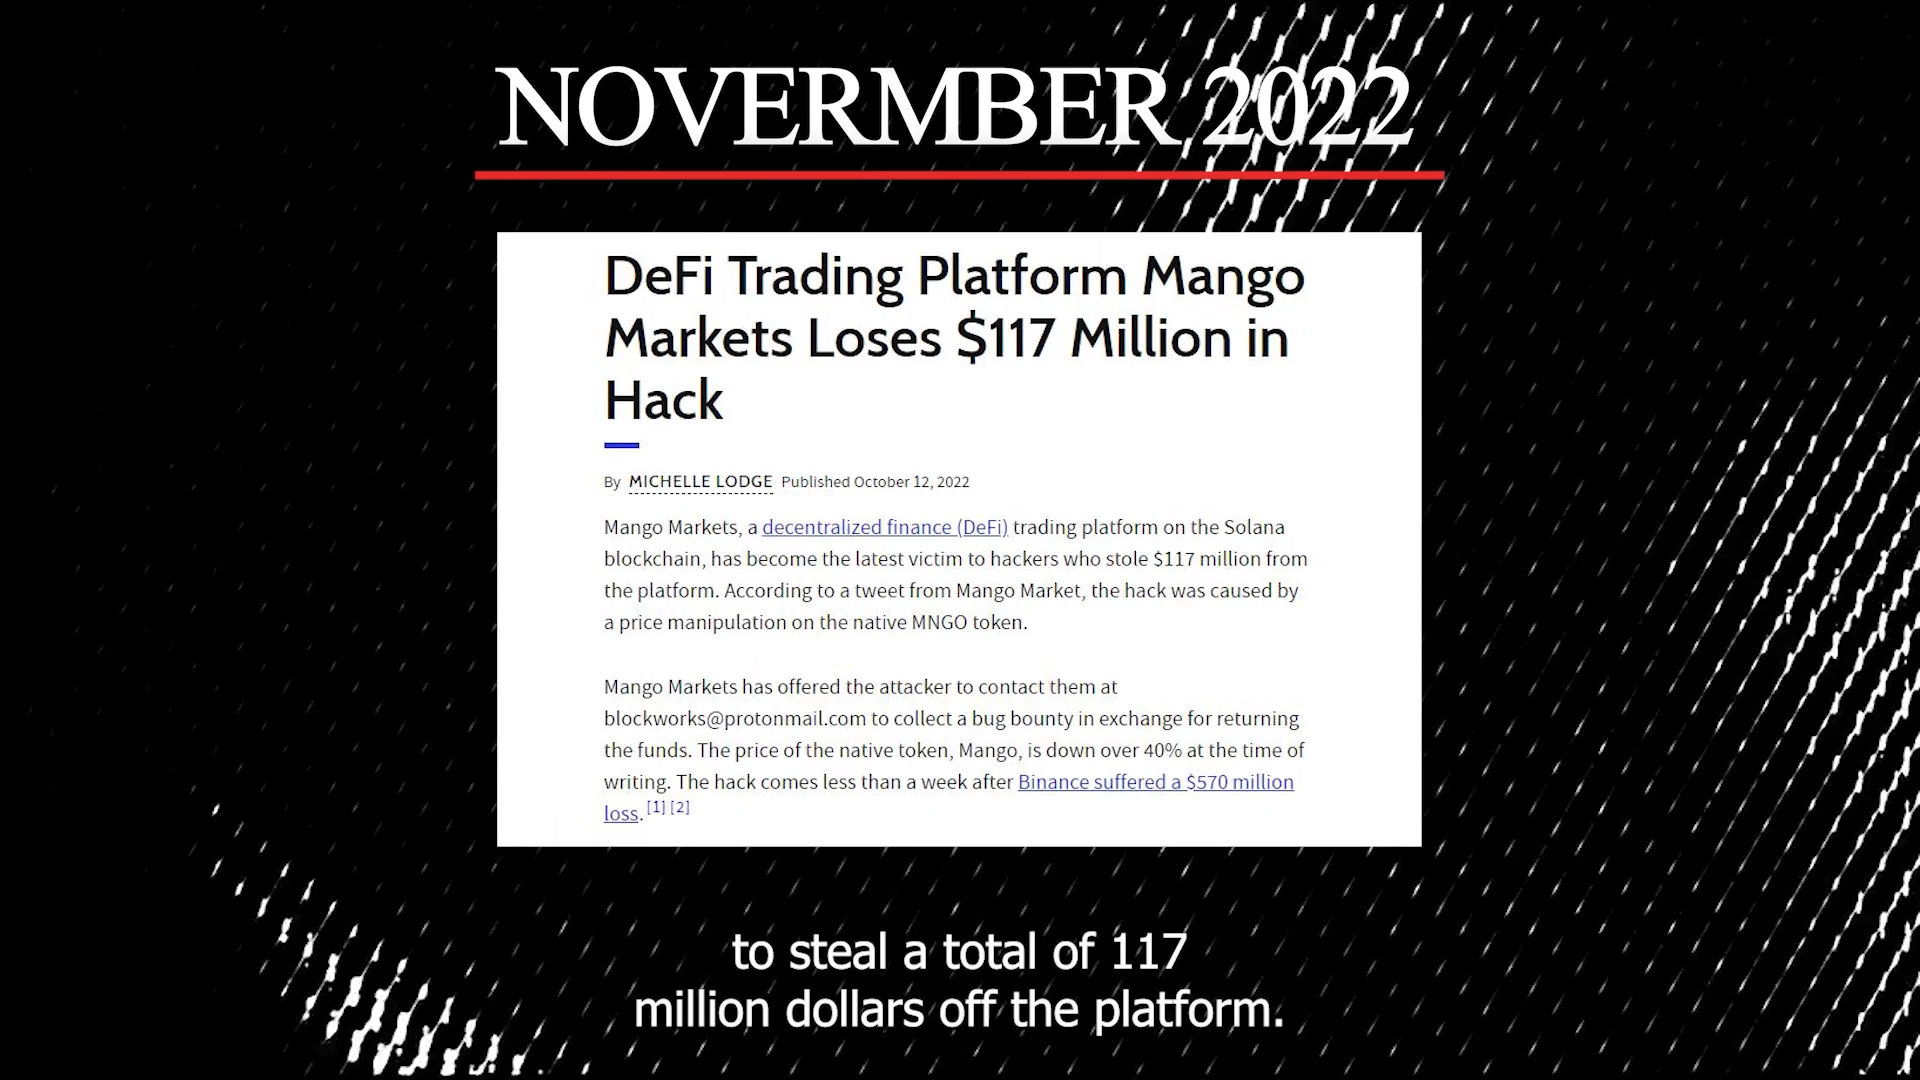 NOVERMBER 2022
DeFi Trading Platform Mango
Markets Loses $117 Million in
Hack
By MICHELLE LODGE Published October 12, 2022
Mango Markets, a decentralized finance (DeFi) trading platform on the Solana
blockchain, has become the latest victim to hackers who stole $117 million from
the platform. According to a tweet from Mango Market, the hack was caused by
a price manipulation on the native MNGO token.
Mango Markets has offered the attacker to contact them at
blockworks@protonmail.com to collect a bug bounty in exchange for returning
the funds. The price of the native token, Mango, is down over 40% at the time of
writing. The hack comes less than a week after Binance suffered a $570 million
loss. [1] [2]
to steal a total of 117
million dollars off the platform.